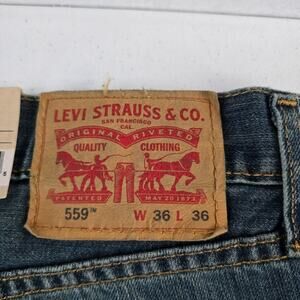 LEVI STRAUSS & CO.
SAN FRANCISCO
CAL.
ORIGINAL RIVETED
QUALITY CLOTHING
PATENTED MAY 20 1873
559™ W 36 L 36